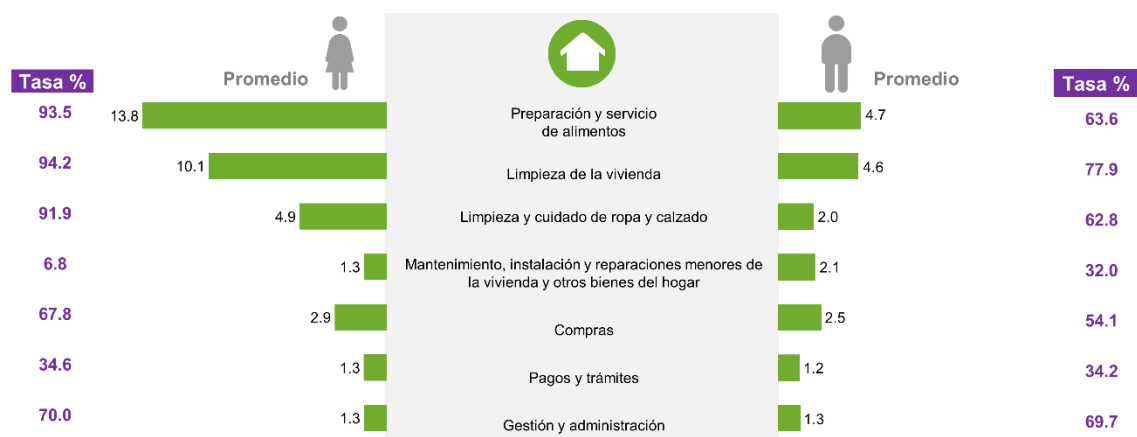 Promedio
Promedio
Tasa %
Tasa %
93.5
13.8
Preparación y servicio
de alimentos
4.7
63.6
94.2
10.1
Limpieza de la vivienda
4.6
77.9
91.9
4.9
Limpieza y cuidado de ropa y calzado
2.0
62.8
6.8
1.3
Mantenimiento, instalación y reparaciones menores de
la vivienda y otros bienes del hogar
2.1
32.0
67.8
2.9
Compras
2.5
54.1
34.6
1.3
Pagos y trámites
1.2
34.2
70.0
1.3
Gestión y administración
1.3
69.7